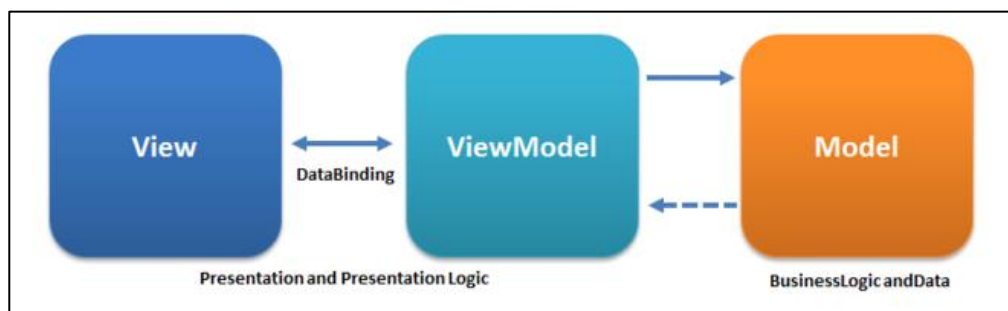 View
ViewModel
Model
DataBinding
Presentation and Presentation Logic
BusinessLogic andData